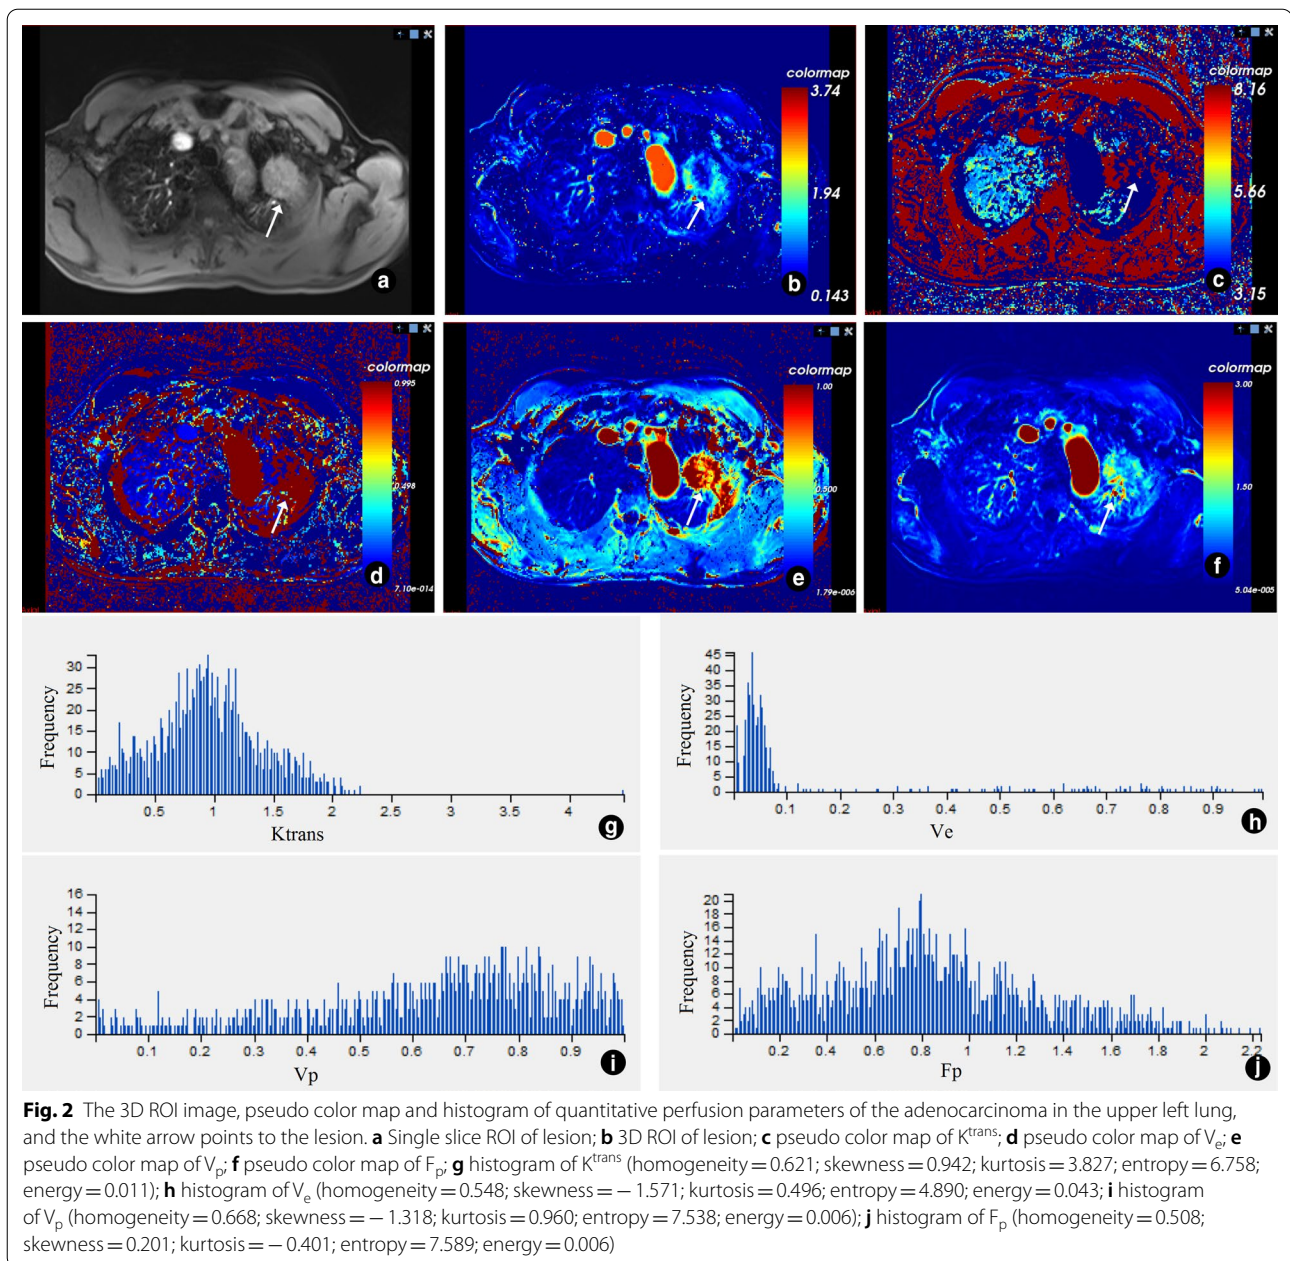 a
colormap
3.74
1.94
0.143
b
colormap
8.16
5.66
3.15
c
colormap
0.995
0.498
7.10e-014
d
colormap
1.00
0.500
1.79e-006
e
colormap
3.00
1.50
5.04e-005
f
Frequency
30
25
20
15
10
5
0
0.5 1 1.5 2 2.5 3 3.5 4
Ktrans
g
Frequency
45
40
35
30
25
20
15
10
5
0
0.1 0.2 0.3 0.4 0.5 0.6 0.7 0.8 0.9
Ve
h
Frequency
16
14
12
10
8
6
4
2
0
0.1 0.2 0.3 0.4 0.5 0.6 0.7 0.8 0.9
Vp
i
Frequency
20
18
16
14
12
10
8
6
4
2
0
0.2 0.4 0.6 0.8 1 1.2 1.4 1.6 1.8 2 2.2
Fp
j
Fig. 2 The 3D ROI image, pseudo color map and histogram of quantitative perfusion parameters of the adenocarcinoma in the upper left lung,
and the white arrow points to the lesion. a Single slice ROI of lesion; b 3D ROI of lesion; c pseudo color map of Ktrans; d pseudo color map of Ve; e
pseudo color map of Vp; f pseudo color map of Fp; g histogram of Ktrans (homogeneity = 0.621; skewness = 0.942; kurtosis = 3.827; entropy = 6.758;
energy = 0.011); h histogram of Ve (homogeneity = 0.548; skewness = − 1.571; kurtosis = 0.496; entropy = 4.890; energy = 0.043; i histogram
of Vp (homogeneity = 0.668; skewness = − 1.318; kurtosis = 0.960; entropy = 7.538; energy = 0.006); j histogram of Fp (homogeneity = 0.508;
skewness = 0.201; kurtosis = − 0.401; entropy = 7.589; energy = 0.006)